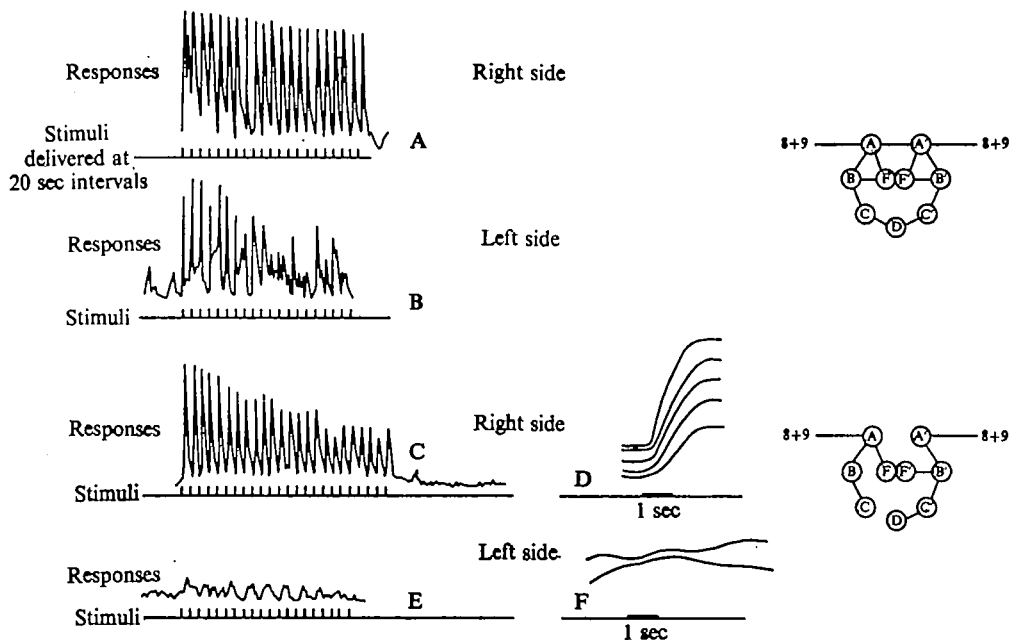 Responses
Right side
Stimuli
delivered at
20 sec intervals
A
8+9
A
A'
8+9
B
F
F'
B'
C
D
C'
Responses
Left side
B
Stimuli
Responses
Right side
C
D
Stimuli
1 sec
8+9
A
A'
8+9
B
F
F'
B'
C
D
C'
Responses
Left side
E
F
Stimuli
1 sec